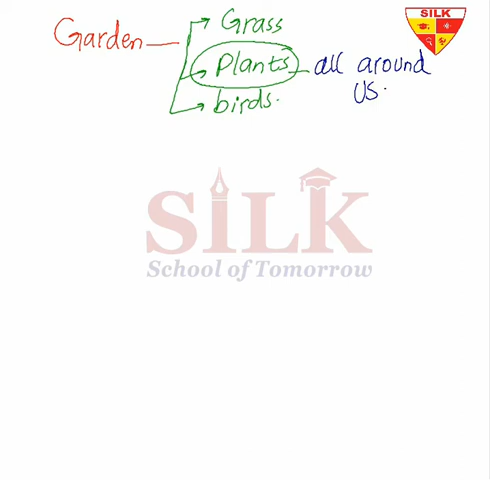 Garden
Grass
Plants
birds.
all around
US.
SILK
SiLK
School of Tomorrow